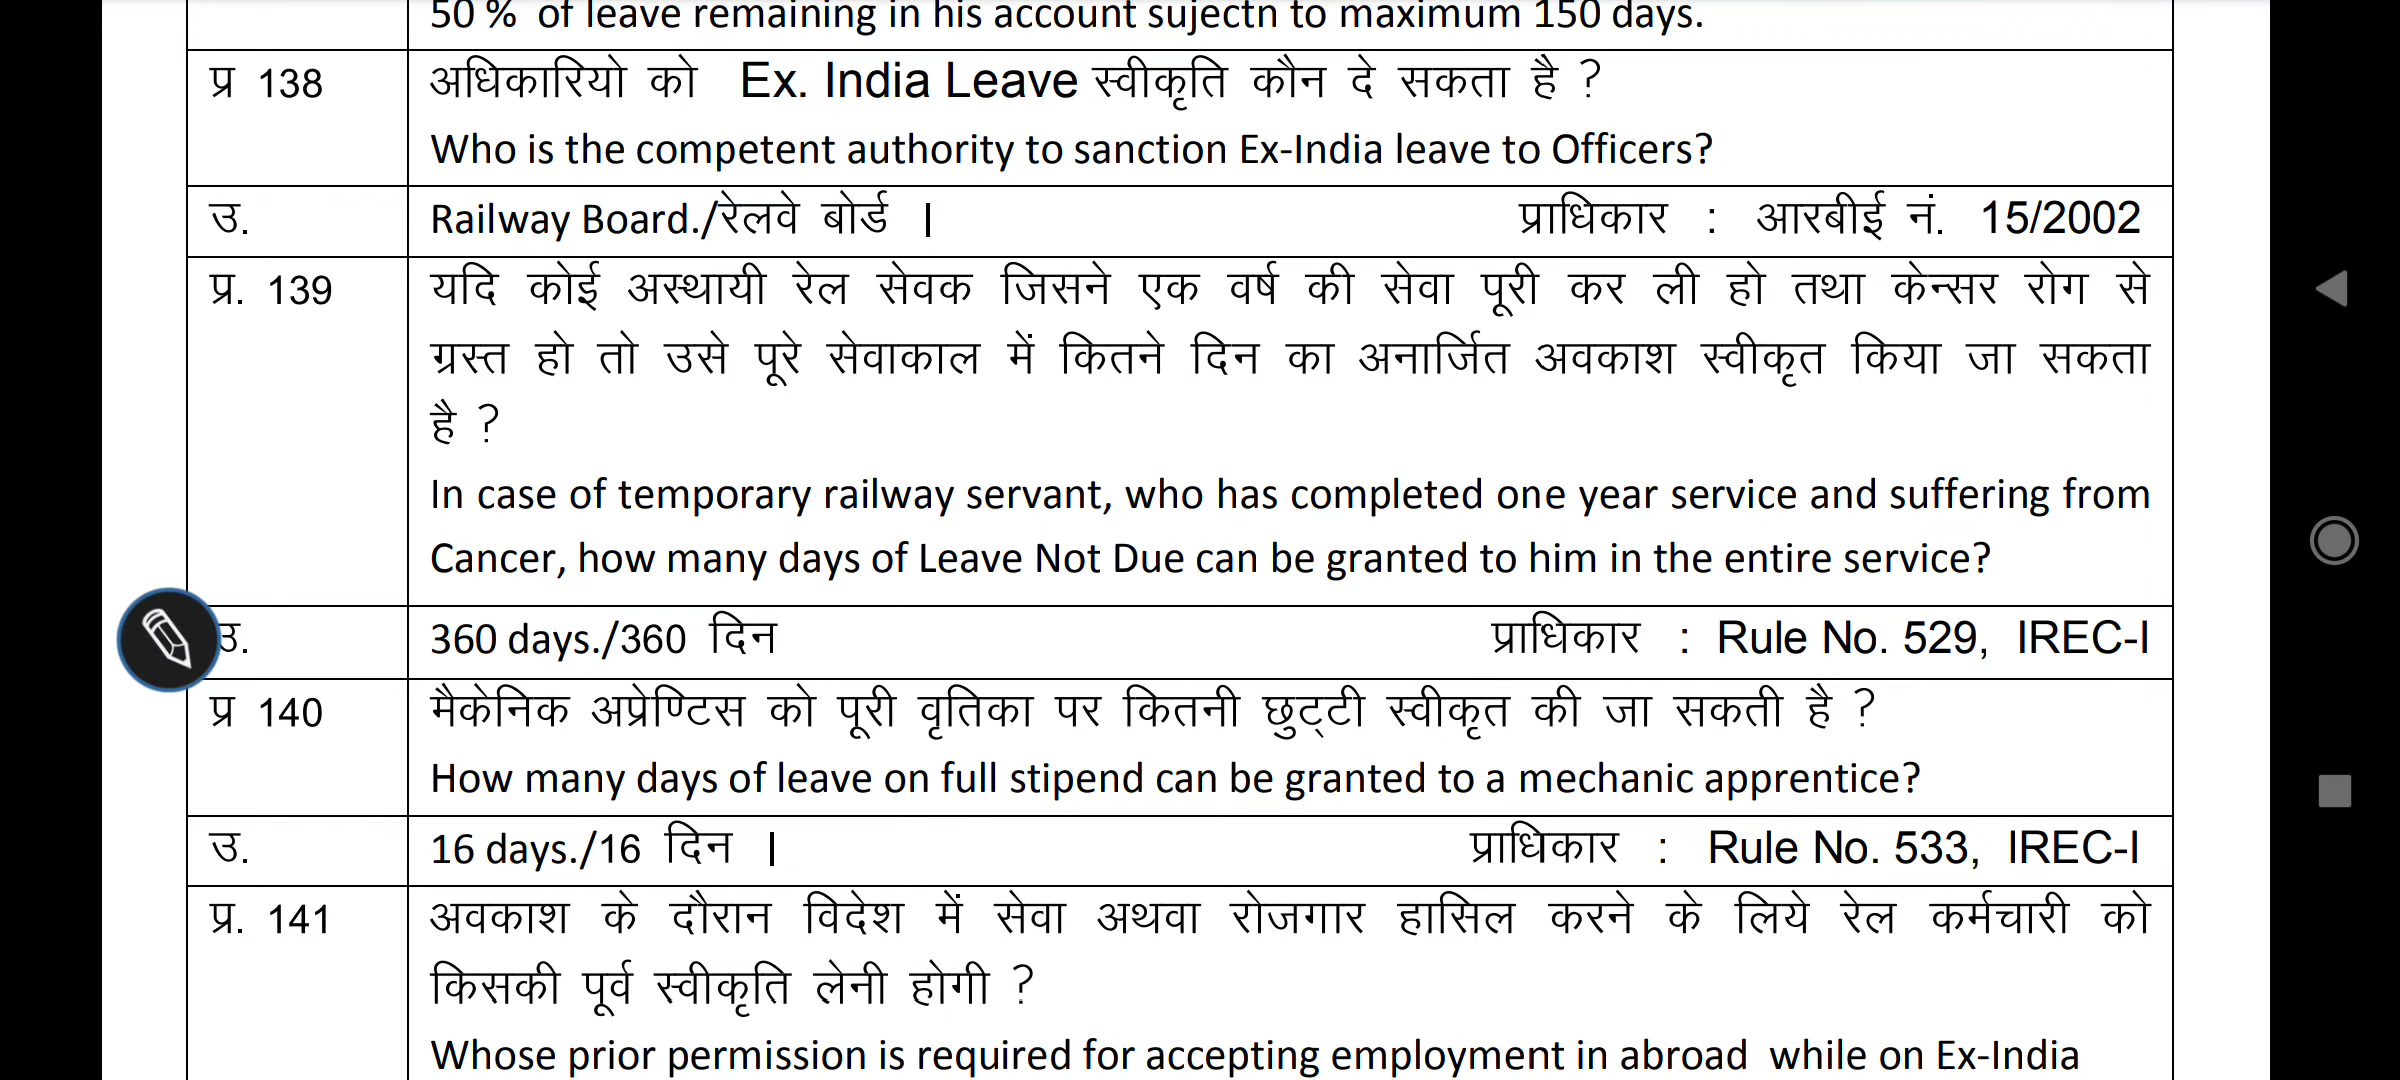 50 % of leave remaining in his account sujectn to maximum 150 days.
प्र 138
अधिकारियो को Ex. India Leave स्वीकृति कौन दे सकता है ?
Who is the competent authority to sanction Ex-India leave to Officers?
उ.
Railway Board./रेलवे बोर्ड । प्राधिकार : आरबीई नं. 15/2002
प्र. 139
यदि कोई अस्थायी रेल सेवक जिसने एक वर्ष की सेवा पूरी कर ली हो तथा केन्सर रोग से
ग्रस्त हो तो उसे पूरे सेवाकाल में कितने दिन का अनार्जित अवकाश स्वीकृत किया जा सकता
है ?
In case of temporary railway servant, who has completed one year service and suffering from
Cancer, how many days of Leave Not Due can be granted to him in the entire service?
उ.
360 days./360 दिन प्राधिकार : Rule No. 529, IREC-I
प्र 140
मैकेनिक अप्रेण्टिस को पूरी वृतिका पर कितनी छुट्टी स्वीकृत की जा सकती है ?
How many days of leave on full stipend can be granted to a mechanic apprentice?
उ.
16 days./16 दिन । प्राधिकार : Rule No. 533, IREC-I
प्र. 141
अवकाश के दौरान विदेश में सेवा अथवा रोजगार हासिल करने के लिये रेल कर्मचारी को
किसकी पूर्व स्वीकृति लेनी होगी ?
Whose prior permission is required for accepting employment in abroad while on Ex-India